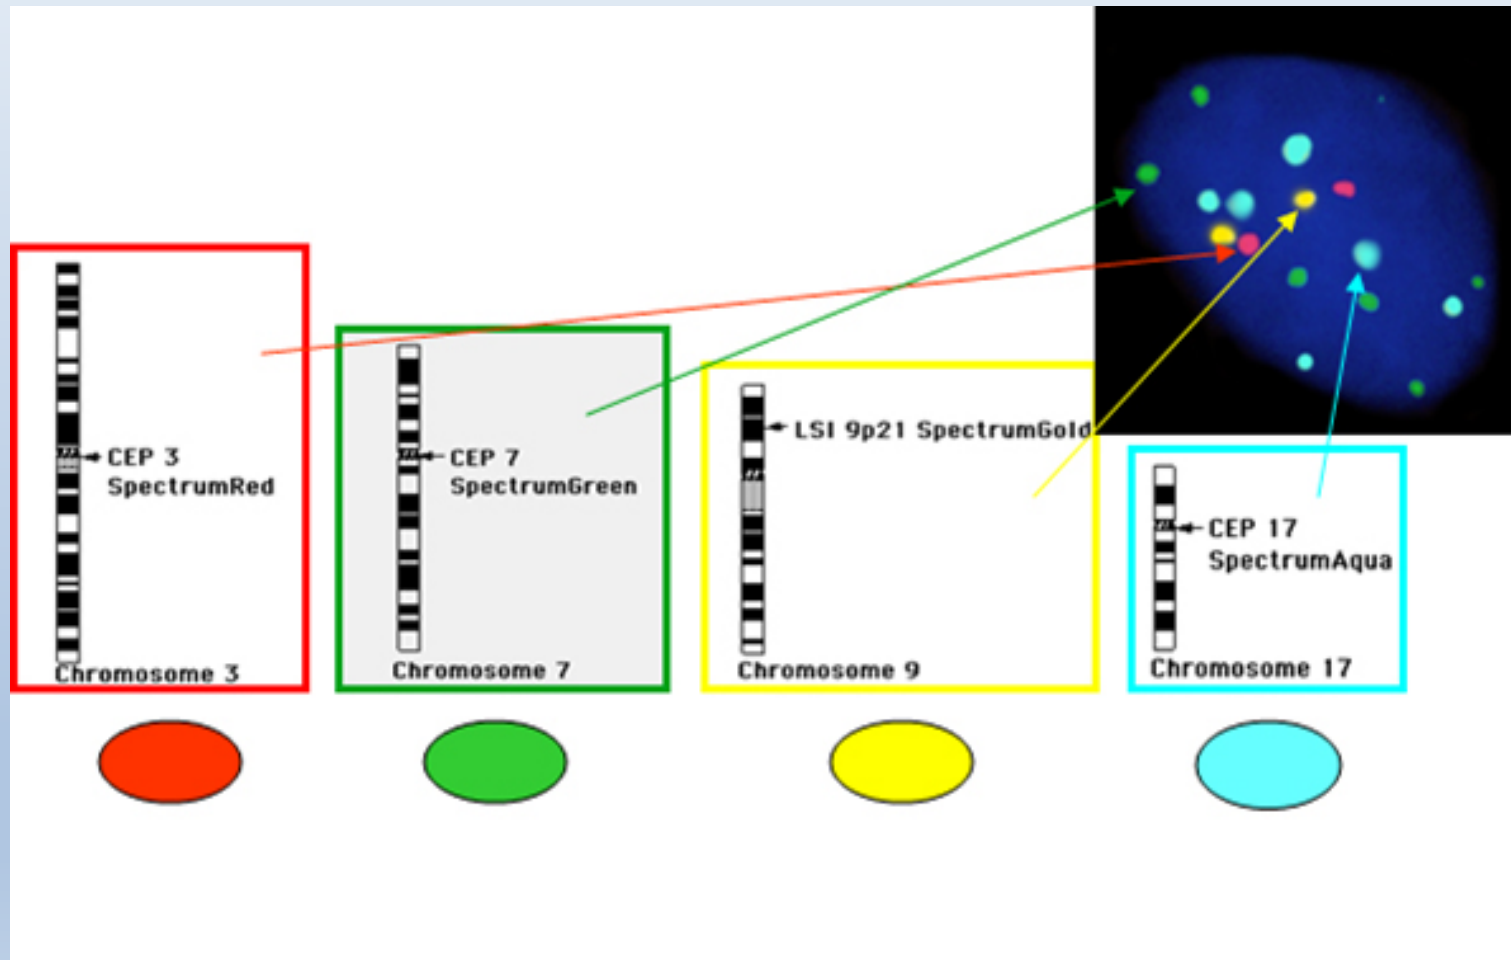 CEP 3
SpectrumRed
Chromosome 3
CEP 7
SpectrumGreen
Chromosome 7
LSI 9p21 SpectrumGold
Chromosome 9
CEP 17
SpectrumAqua
Chromosome 17